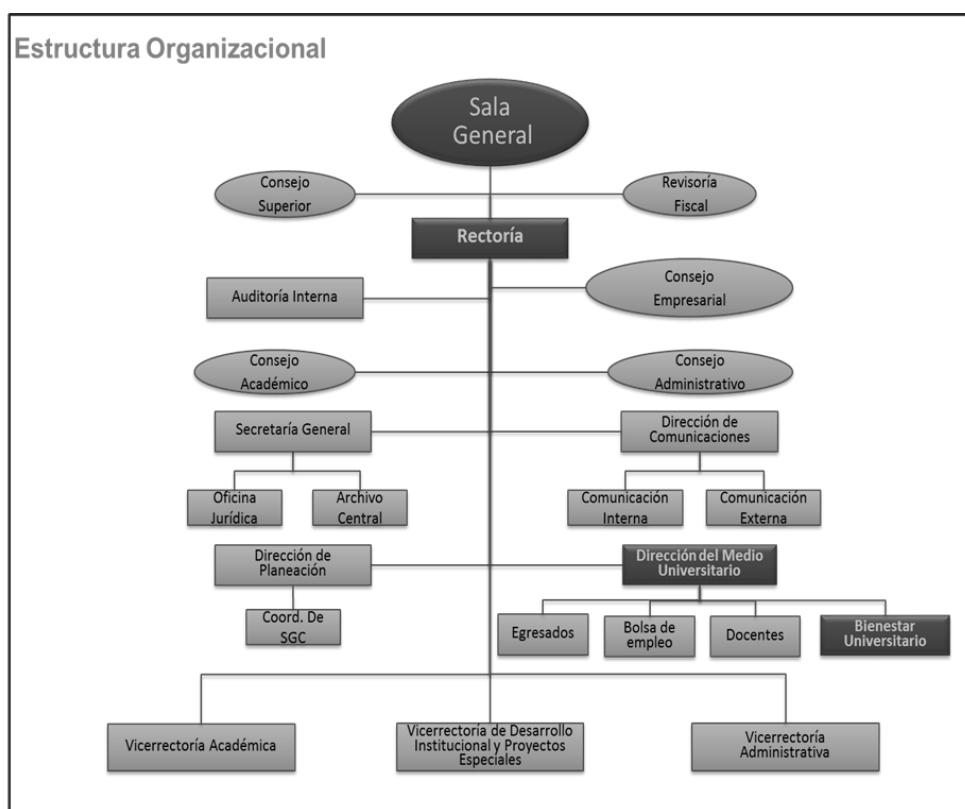 Estructura Organizacional
Sala
General
Consejo
Superior
Revisoría
Fiscal
Rectoría
Auditoría Interna
Consejo
Empresarial
Consejo
Académico
Consejo
Administrativo
Secretaría General
Dirección de
Comunicaciones
Oficina
Jurídica
Archivo
Central
Comunicación
Interna
Comunicación
Externa
Dirección de
Planeación
Dirección del Medio
Universitario
Coord. De
SGC
Egresados
Bolsa de
empleo
Docentes
Bienestar
Universitario
Vicerrectoría Académica
Vicerrectoría de Desarrollo
Institucional y Proyectos
Especiales
Vicerrectoría
Administrativa